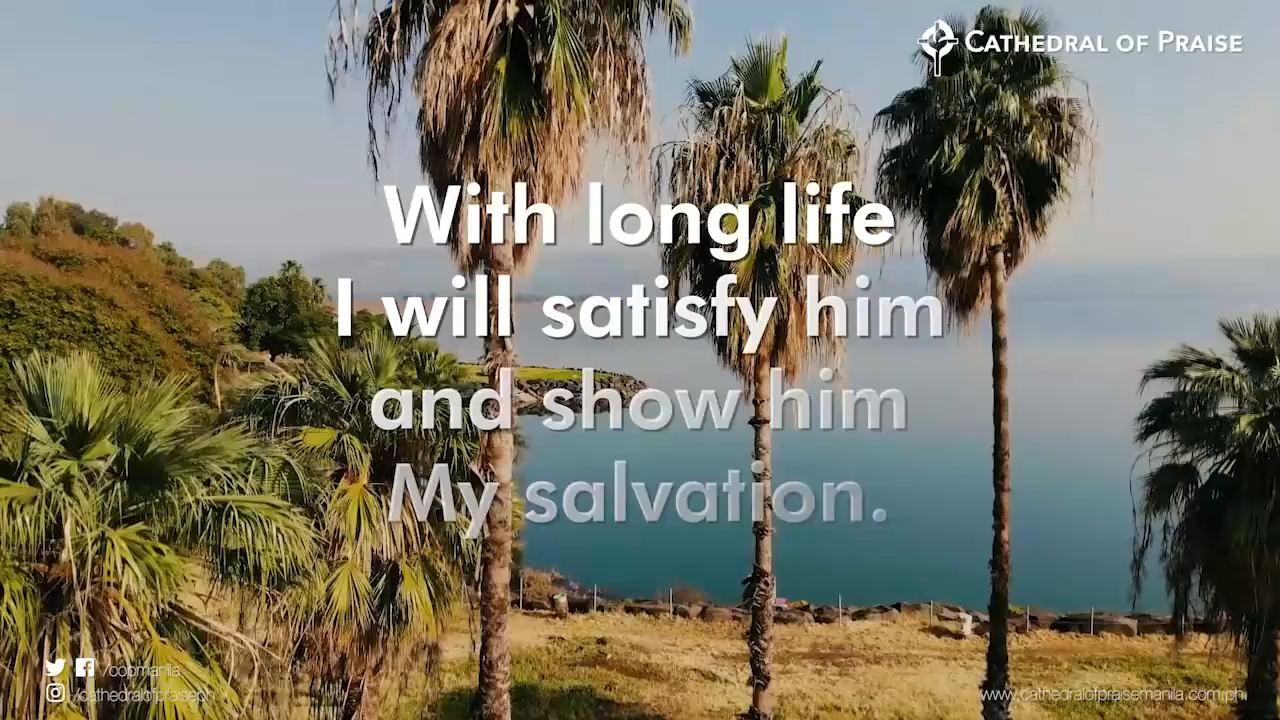 CATHEDRAL OF PRAISE
With long life
I will satisfy him
and show him
My salvation.
/copmanila
/cathedralofpraiseph
www.cathedralofpraisemanila.com.ph